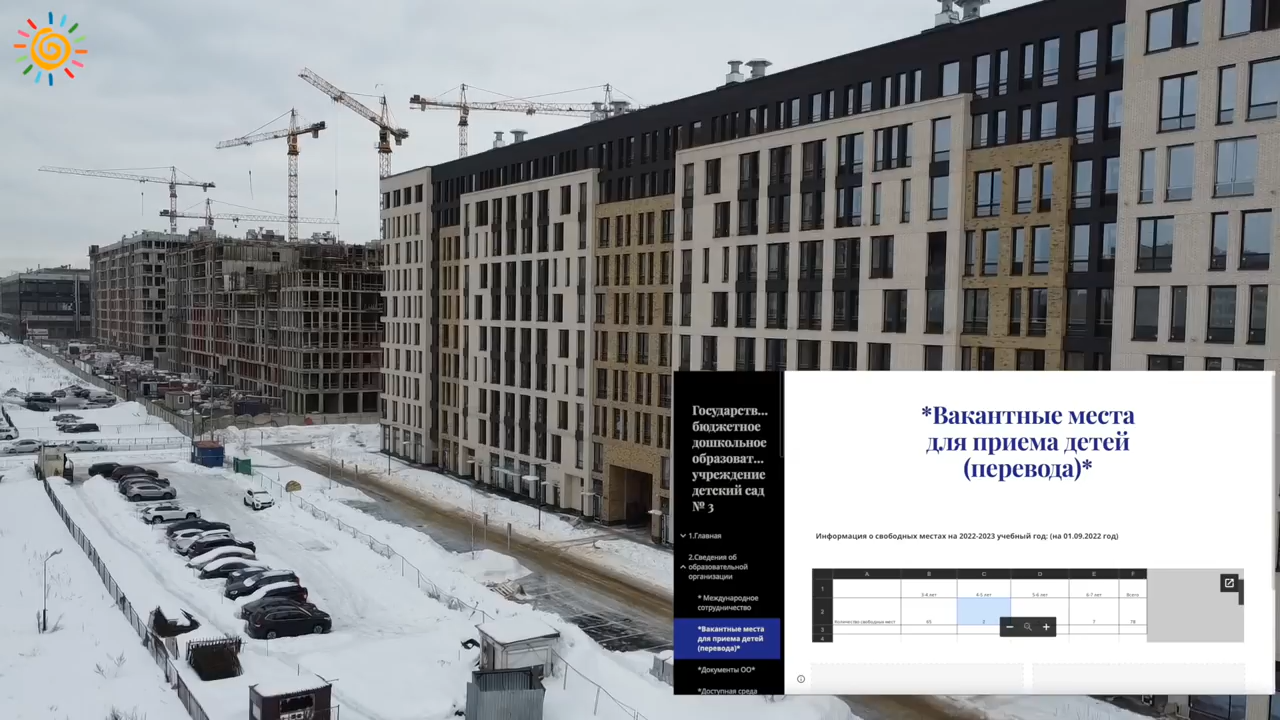 Государств...
бюджетное
дошкольное
образоват...
учреждение
детский сад
№ 3
1.Главная
2.Сведения об
образовательной
организации
* Международное
сотрудничество
*Вакантные места
для приема детей
(перевода)*
*Документы ОО*
*Доступная среда
*Вакантные места
для приема детей
(перевода)*
Информация о свободных местах на 2022-2023 учебный год: (на 01.09.2022 год)
A B C D E F
1 3-4 лет 4-5 лет 5-6 лет 6-7 лет Всего
2 Количество свободных мест 65 2 7 78
3
4